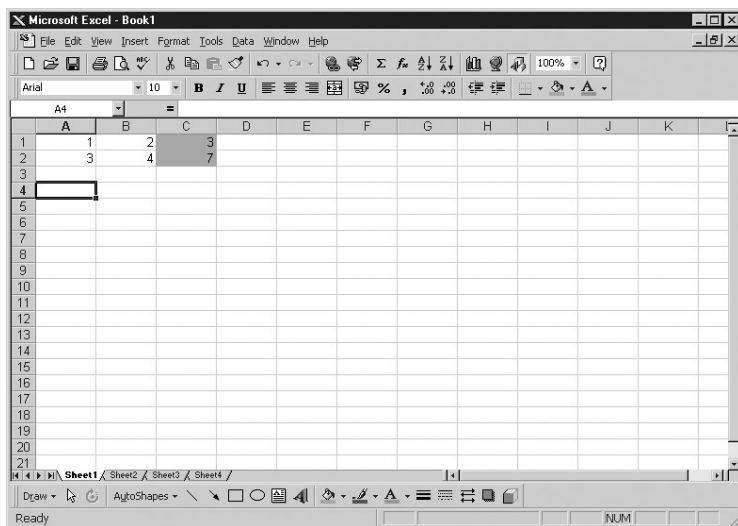 Microsoft Excel - Book1
File Edit View Insert Format Tools Data Window Help
Σ 100%
Arial 10 B I U % ,
A4 =
A B C D E F G H I J K L
1 1 2 3
2 3 4 7
3
4
5
6
7
8
9
10
11
12
13
14
15
16
17
18
19
20
21
Sheet1 Sheet2 Sheet3 Sheet4
Draw AutoShapes
Ready NUM